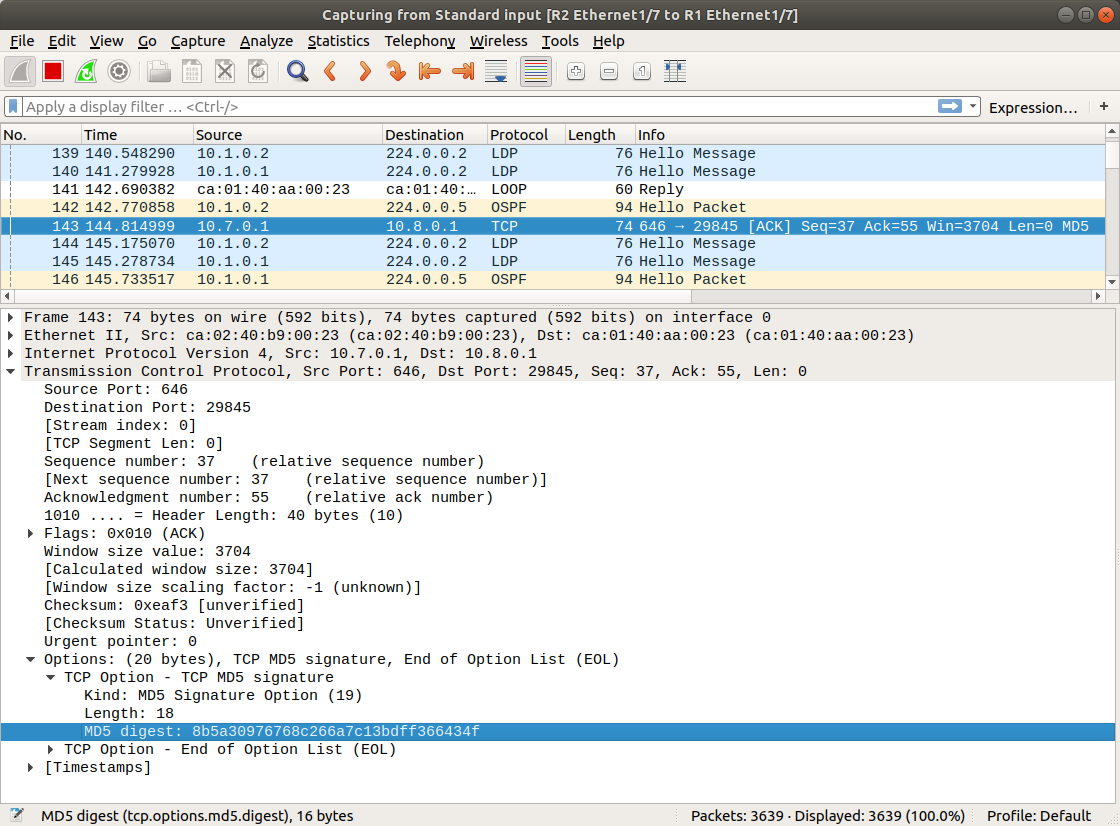 Capturing from Standard input [R2 Ethernet1/7 to R1 Ethernet1/7]
File Edit View Go Capture Analyze Statistics Telephony Wireless Tools Help
Apply a display filter … <Ctrl-/> Expression… +
No. Time Source Destination Protocol Length Info
139 140.548290 10.1.0.2 224.0.0.2 LDP 76 Hello Message
140 141.279928 10.1.0.1 224.0.0.2 LDP 76 Hello Message
141 142.690382 ca:01:40:aa:00:23 ca:01:40:… LOOP 60 Reply
142 142.770858 10.1.0.2 224.0.0.5 OSPF 94 Hello Packet
143 144.814999 10.7.0.1 10.8.0.1 TCP 74 646 → 29845 [ACK] Seq=37 Ack=55 Win=3704 Len=0 MD5
144 145.175070 10.1.0.2 224.0.0.2 LDP 76 Hello Message
145 145.278734 10.1.0.1 224.0.0.2 LDP 76 Hello Message
146 145.733517 10.1.0.1 224.0.0.5 OSPF 94 Hello Packet
Frame 143: 74 bytes on wire (592 bits), 74 bytes captured (592 bits) on interface 0
Ethernet II, Src: ca:02:40:b9:00:23 (ca:02:40:b9:00:23), Dst: ca:01:40:aa:00:23 (ca:01:40:aa:00:23)
Internet Protocol Version 4, Src: 10.7.0.1, Dst: 10.8.0.1
Transmission Control Protocol, Src Port: 646, Dst Port: 29845, Seq: 37, Ack: 55, Len: 0
Source Port: 646
Destination Port: 29845
[Stream index: 0]
[TCP Segment Len: 0]
Sequence number: 37 (relative sequence number)
[Next sequence number: 37 (relative sequence number)]
Acknowledgment number: 55 (relative ack number)
1010 .... = Header Length: 40 bytes (10)
Flags: 0x010 (ACK)
Window size value: 3704
[Calculated window size: 3704]
[Window size scaling factor: -1 (unknown)]
Checksum: 0xeaf3 [unverified]
[Checksum Status: Unverified]
Urgent pointer: 0
Options: (20 bytes), TCP MD5 signature, End of Option List (EOL)
TCP Option - TCP MD5 signature
Kind: MD5 Signature Option (19)
Length: 18
MD5 digest: 8b5a30976768c266a7c13bdff366434f
TCP Option - End of Option List (EOL)
[Timestamps]
MD5 digest (tcp.options.md5.digest), 16 bytes Packets: 3639 · Displayed: 3639 (100.0%) Profile: Default